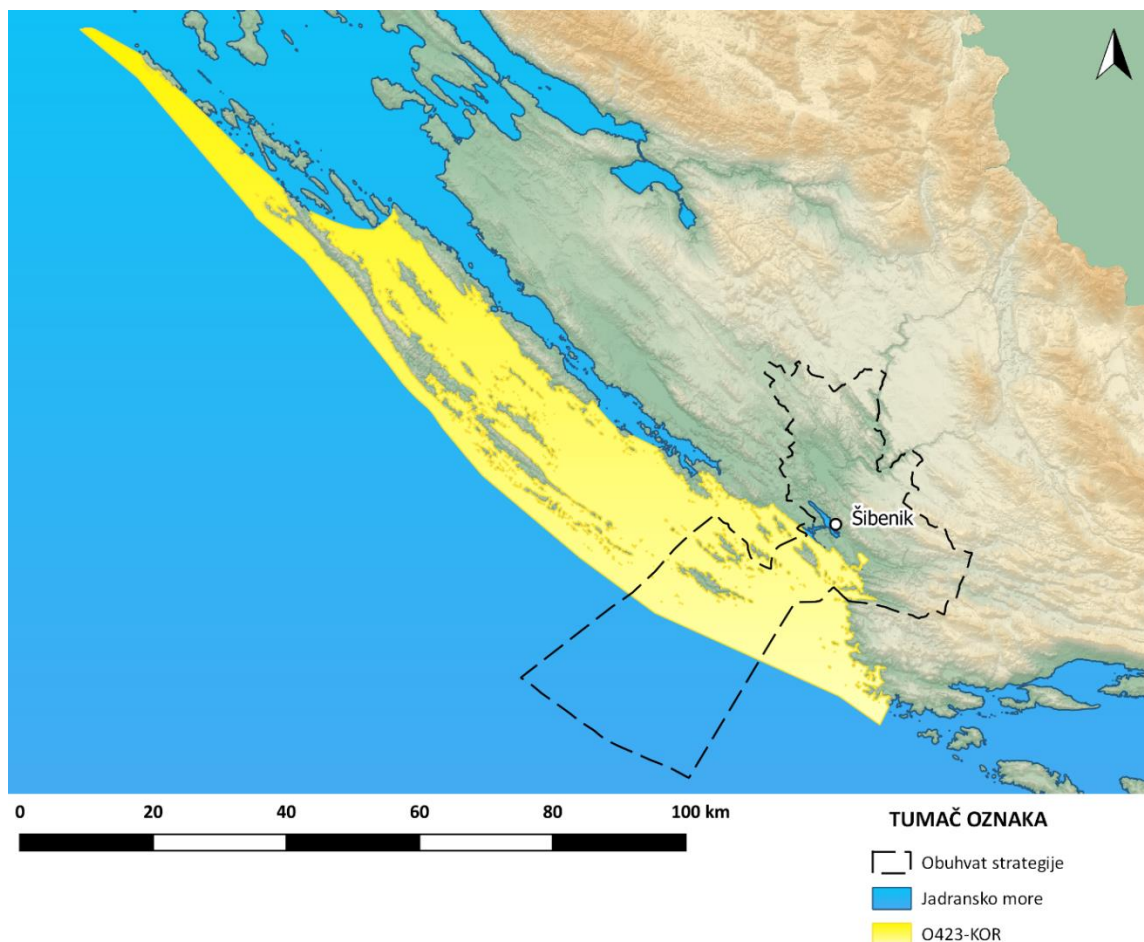 Šibenik
0 20 40 60 80 100 km
TUMAČ OZNAKA
Obuhvat strategije
Jadransko more
O423-KOR